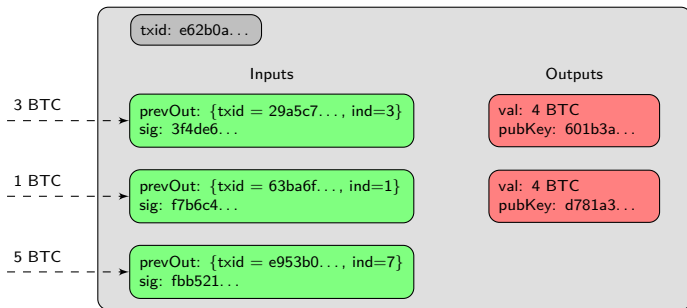 txid: e62b0a...
Inputs
Outputs
3 BTC
prevOut: {txid = 29a5c7..., ind=3}
sig: 3f4de6...
val: 4 BTC
pubKey: 601b3a...
1 BTC
prevOut: {txid = 63ba6f..., ind=1}
sig: f7b6c4...
val: 4 BTC
pubKey: d781a3...
5 BTC
prevOut: {txid = e953b0..., ind=7}
sig: fbb521...